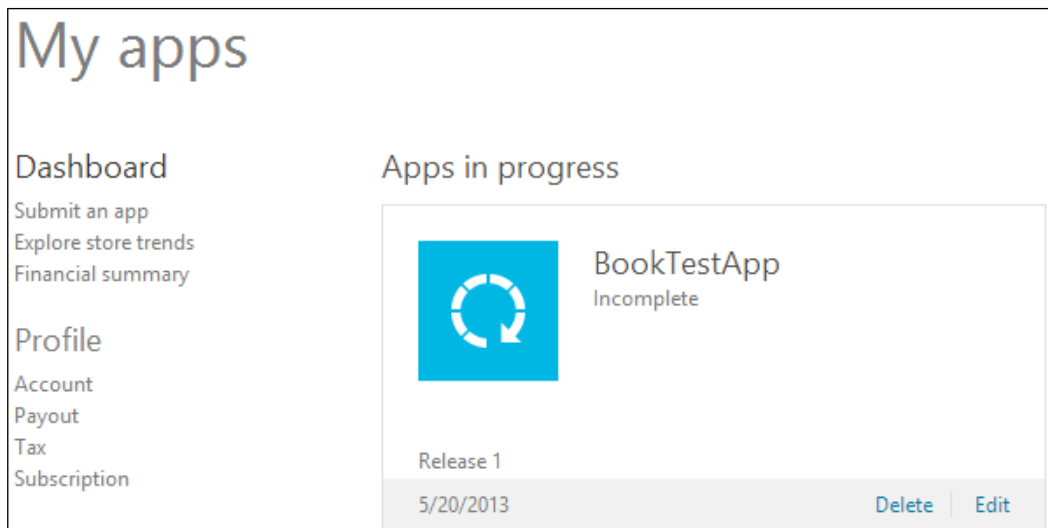 My apps
Dashboard
Submit an app
Explore store trends
Financial summary
Profile
Account
Payout
Tax
Subscription
Apps in progress
BookTestApp
Incomplete
Release 1
5/20/2013 Delete Edit